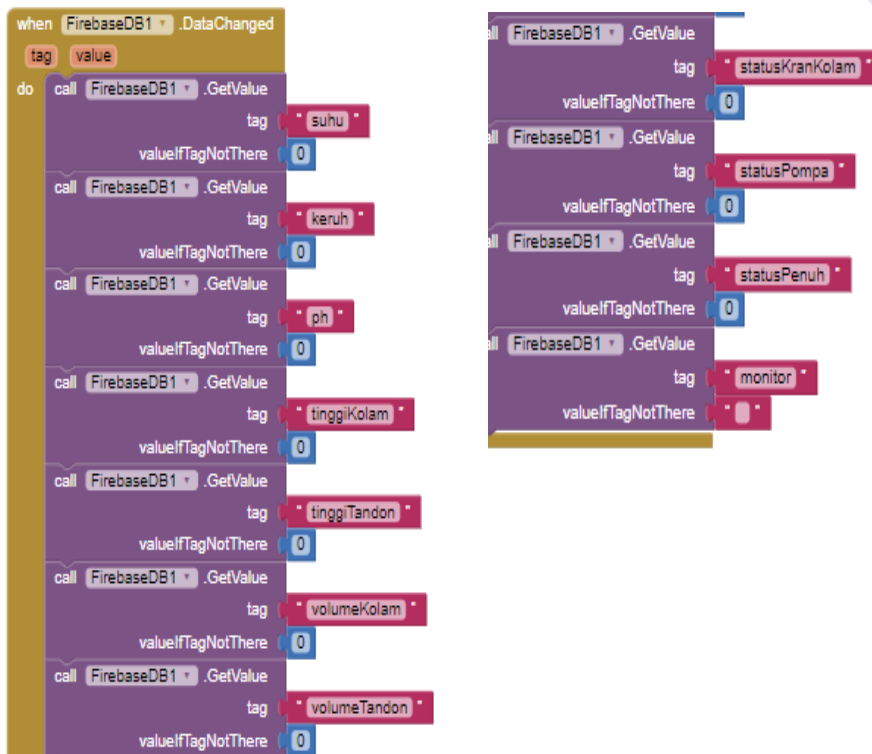 when FirebaseDB1 .DataChanged
tag value
do call FirebaseDB1 .GetValue
tag " suhu "
valueIfTagNotThere 0
call FirebaseDB1 .GetValue
tag " keruh "
valueIfTagNotThere 0
call FirebaseDB1 .GetValue
tag " ph "
valueIfTagNotThere 0
call FirebaseDB1 .GetValue
tag " tinggiKolam "
valueIfTagNotThere 0
call FirebaseDB1 .GetValue
tag " tinggiTandon "
valueIfTagNotThere 0
call FirebaseDB1 .GetValue
tag " volumeKolam "
valueIfTagNotThere 0
call FirebaseDB1 .GetValue
tag " volumeTandon "
valueIfTagNotThere 0
FirebaseDB1 .GetValue
tag " statusKranKolam "
valueIfTagNotThere 0
FirebaseDB1 .GetValue
tag " statusPompa "
valueIfTagNotThere 0
FirebaseDB1 .GetValue
tag " statusPenuh "
valueIfTagNotThere 0
FirebaseDB1 .GetValue
tag " monitor "
valueIfTagNotThere " "